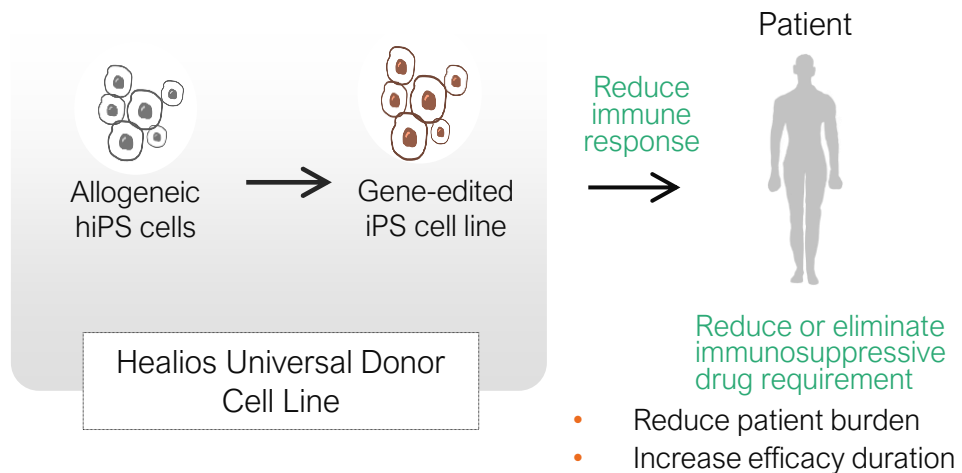 Patient
Reduce
immune
response
Allogeneic
hiPS cells
Gene-edited
iPS cell line
Healios Universal Donor
Cell Line
Reduce or eliminate
immunosuppressive
drug requirement
• Reduce patient burden
• Increase efficacy duration